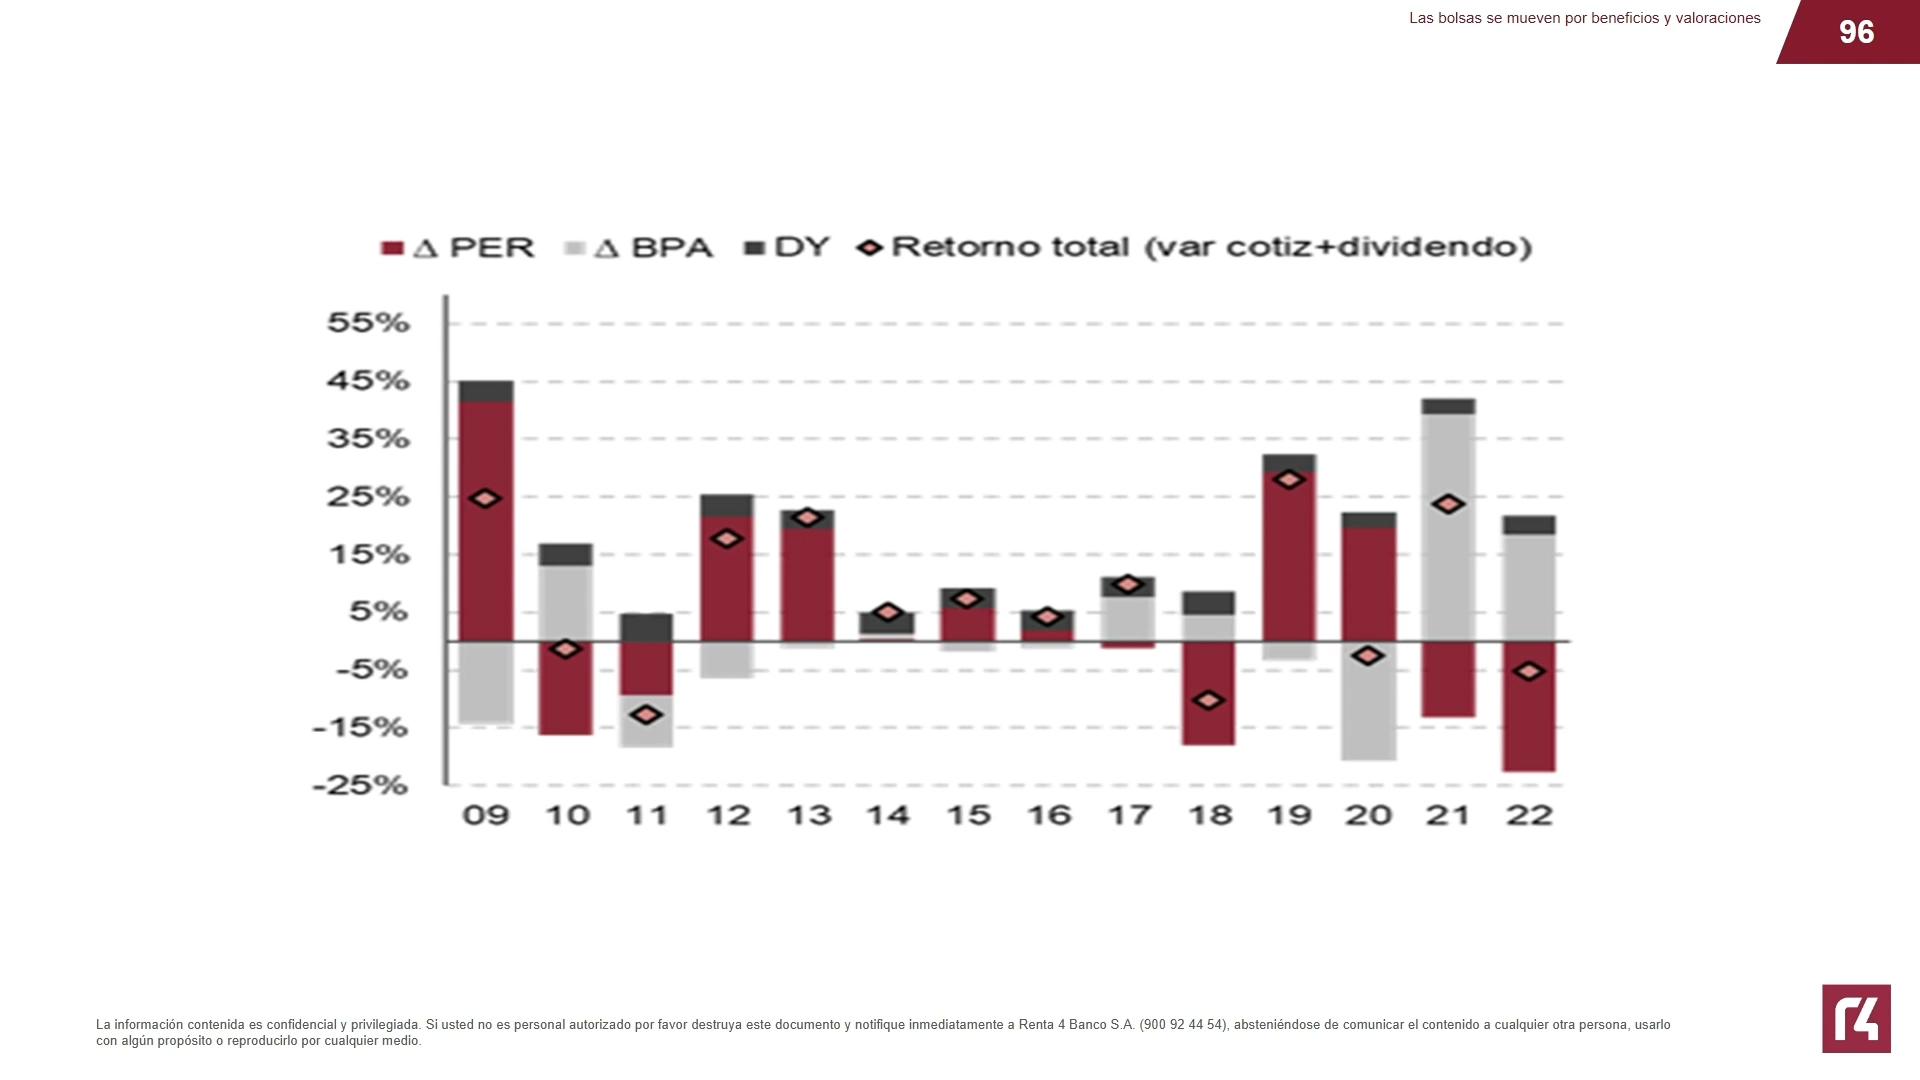 Las bolsas se mueven por beneficios y valoraciones
96
Δ PER Δ BPA DY Retorno total (var cotiz+dividendo)
55%
45%
35%
25%
15%
5%
-5%
-15%
-25%
09 10 11 12 13 14 15 16 17 18 19 20 21 22
La información contenida es confidencial y privilegiada. Si usted no es personal autorizado por favor destruya este documento y notifique inmediatamente a Renta 4 Banco S.A. (900 92 44 54), absteniéndose de comunicar el contenido a cualquier otra persona, usarlo
con algún propósito o reproducirlo por cualquier medio.
r4